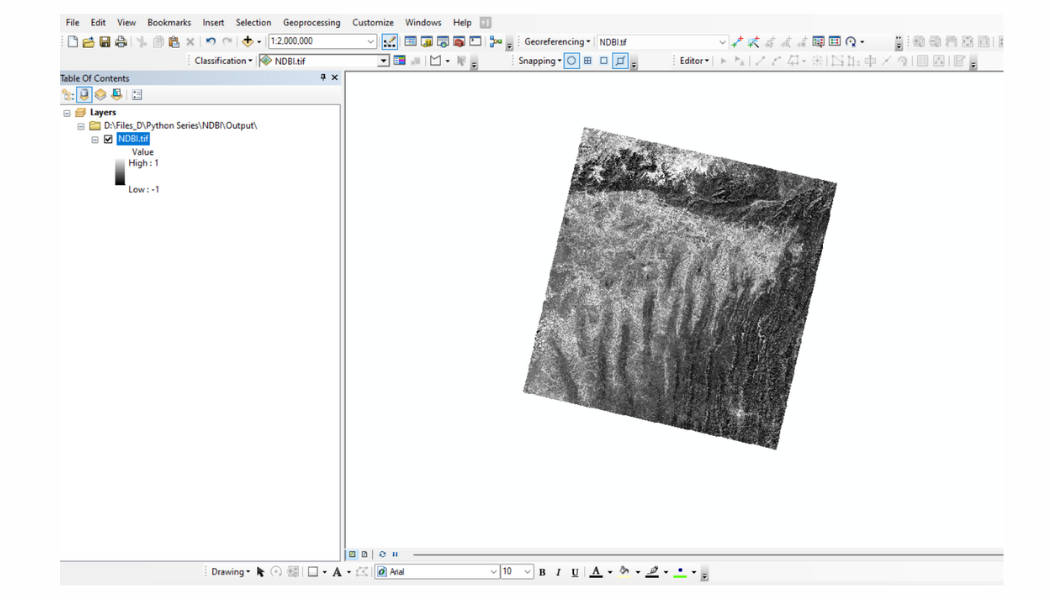 File Edit View Bookmarks Insert Selection Geoprocessing Customize Windows Help
1:2,000,000 Georeferencing NDBI.tif
Classification NDBI.tif Snapping Editor
Table Of Contents
Layers
D:\Files_D\Python Series\NDBI\Output\
NDBI.tif
Value
High : 1
Low : -1
Drawing A Arial 10 B I U A